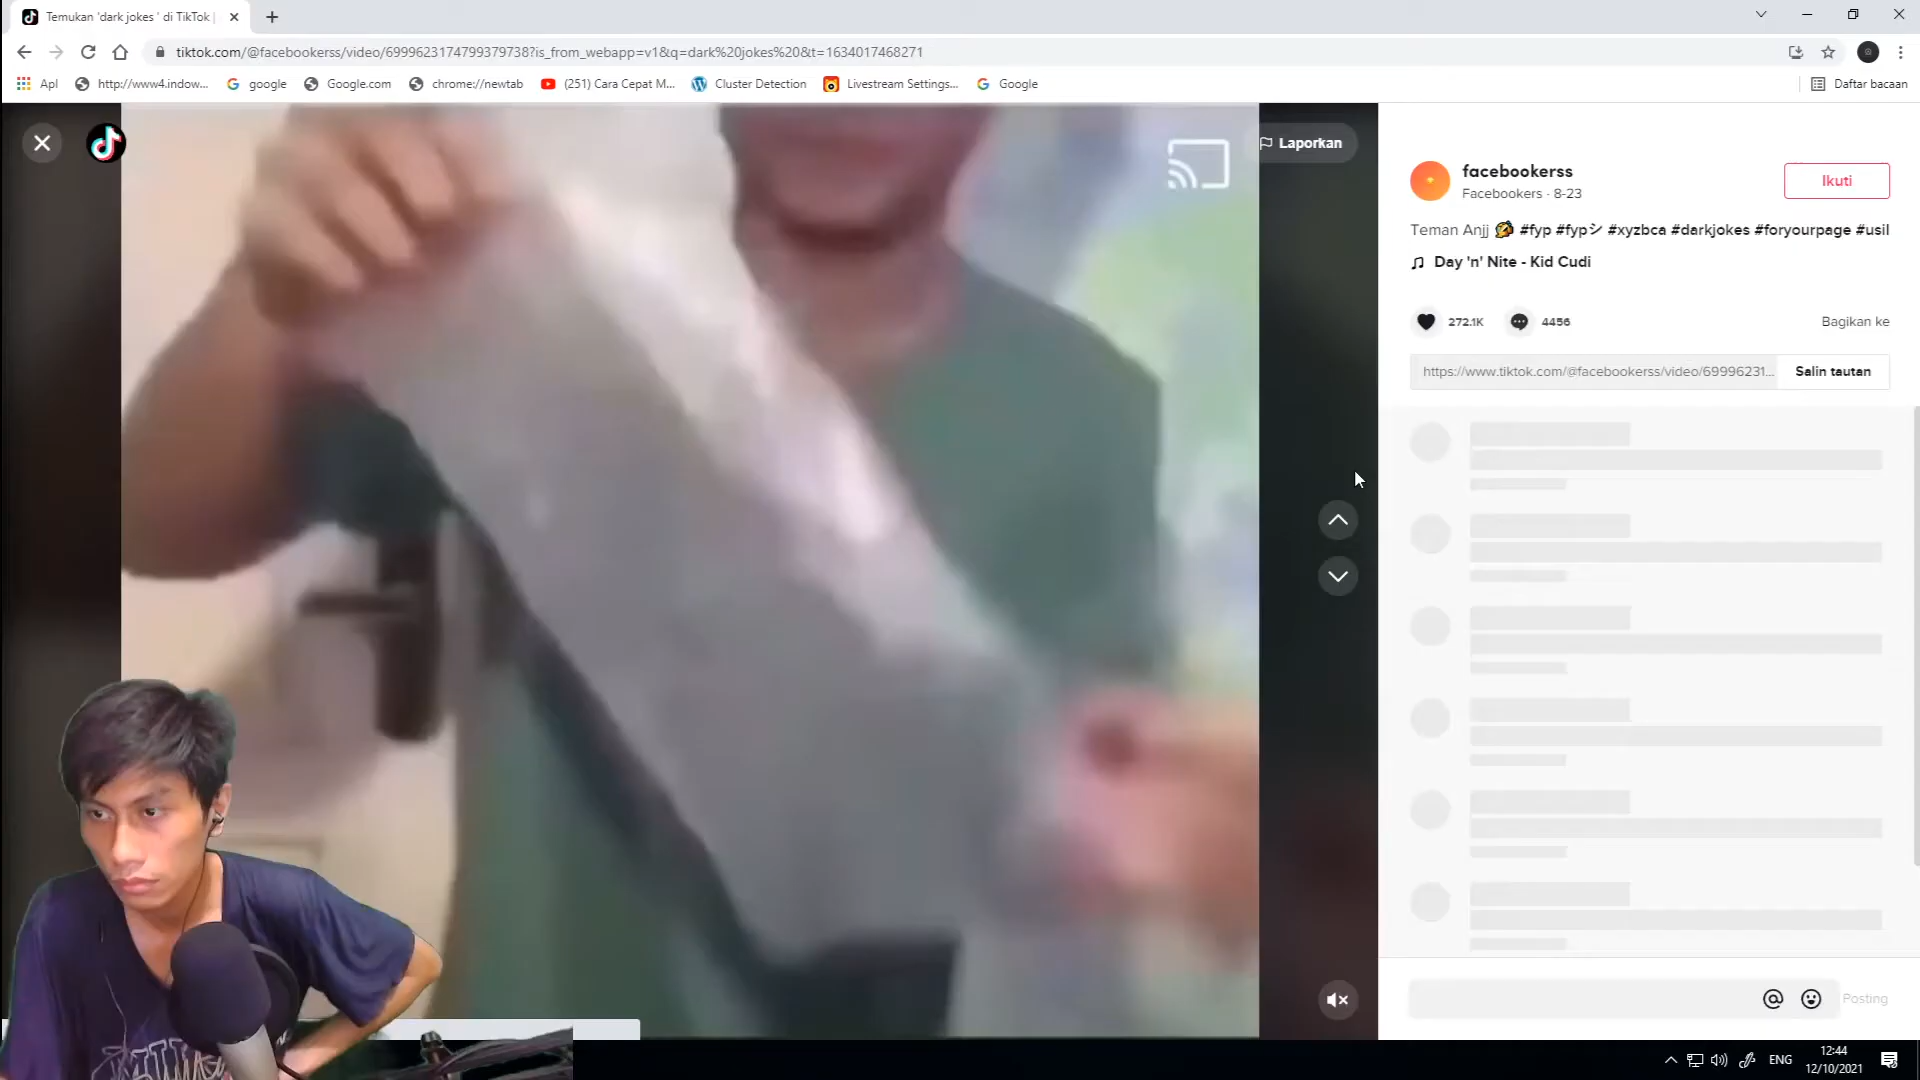 Temukan 'dark jokes ' di TikTok |
tiktok.com/@facebookerss/video/6999623174799379738?is_from_webapp=v1&q=dark%20jokes%20&t=1634017468271
Apl
http://www4.indow...
google
Google.com
chrome://newtab
(251) Cara Cepat M...
Cluster Detection
Livestream Settings...
Google
Daftar bacaan
Laporkan
facebookerss
Facebookers · 8-23
Ikuti
Teman Anjj #fyp #fypシ #xyzbca #darkjokes #foryourpage #usil
Day 'n' Nite - Kid Cudi
272.1K
4456
Bagikan ke
https://www.tiktok.com/@facebookerss/video/69996231...
Salin tautan
Posting
ENG
12:44
12/10/2021